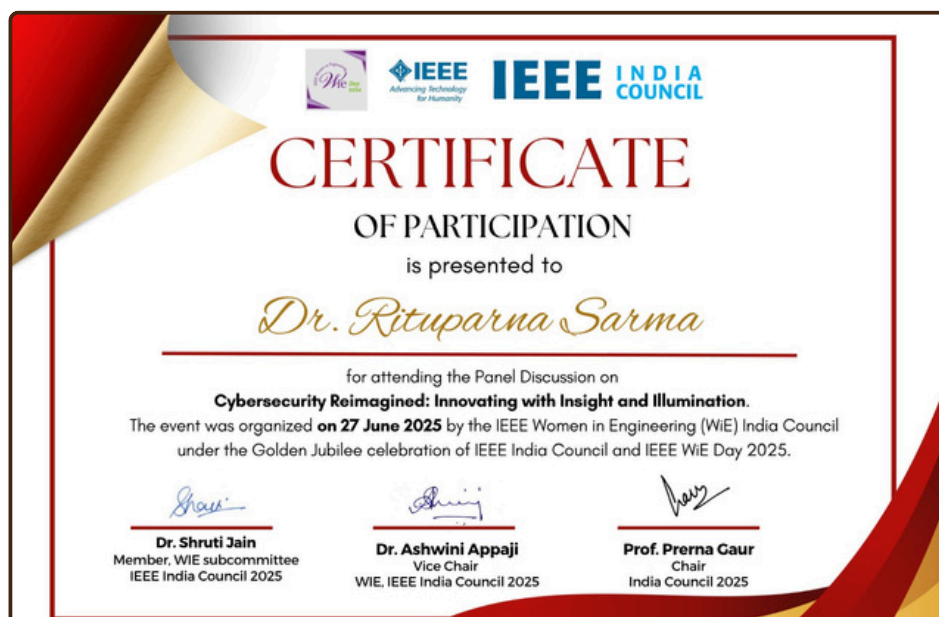 WiE
IEEE
Advancing Technology
for Humanity
IEEE INDIA COUNCIL
CERTIFICATE
OF PARTICIPATION
is presented to
Dr. Rituparna Sarma
for attending the Panel Discussion on
Cybersecurity Reimagined: Innovating with Insight and Illumination.
The event was organized on 27 June 2025 by the IEEE Women in Engineering (WiE) India Council
under the Golden Jubilee celebration of IEEE India Council and IEEE WiE Day 2025.
Dr. Shruti Jain
Member, WIE subcommittee
IEEE India Council 2025
Dr. Ashwini Appaji
Vice Chair
WIE, IEEE India Council 2025
Prof. Prerna Gaur
Chair
India Council 2025